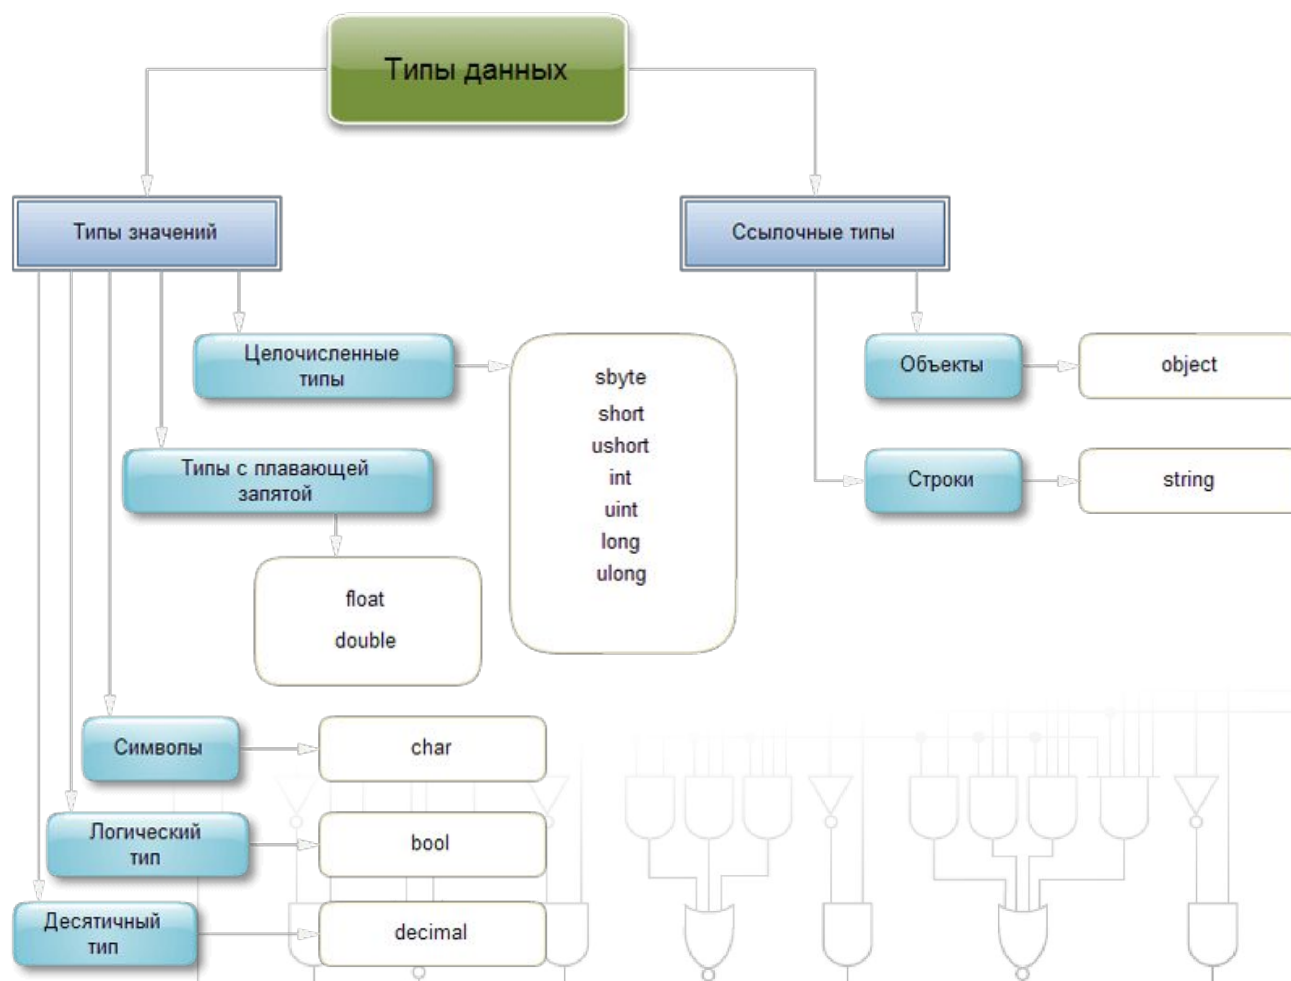 Типы данных
Типы значений
Ссылочные типы
Целочисленные
типы
sbyte
short
ushort
int
uint
long
ulong
Объекты
object
Типы с плавающей
запятой
Строки
string
float
double
Символы
char
Логический
тип
bool
Десятичный
тип
decimal